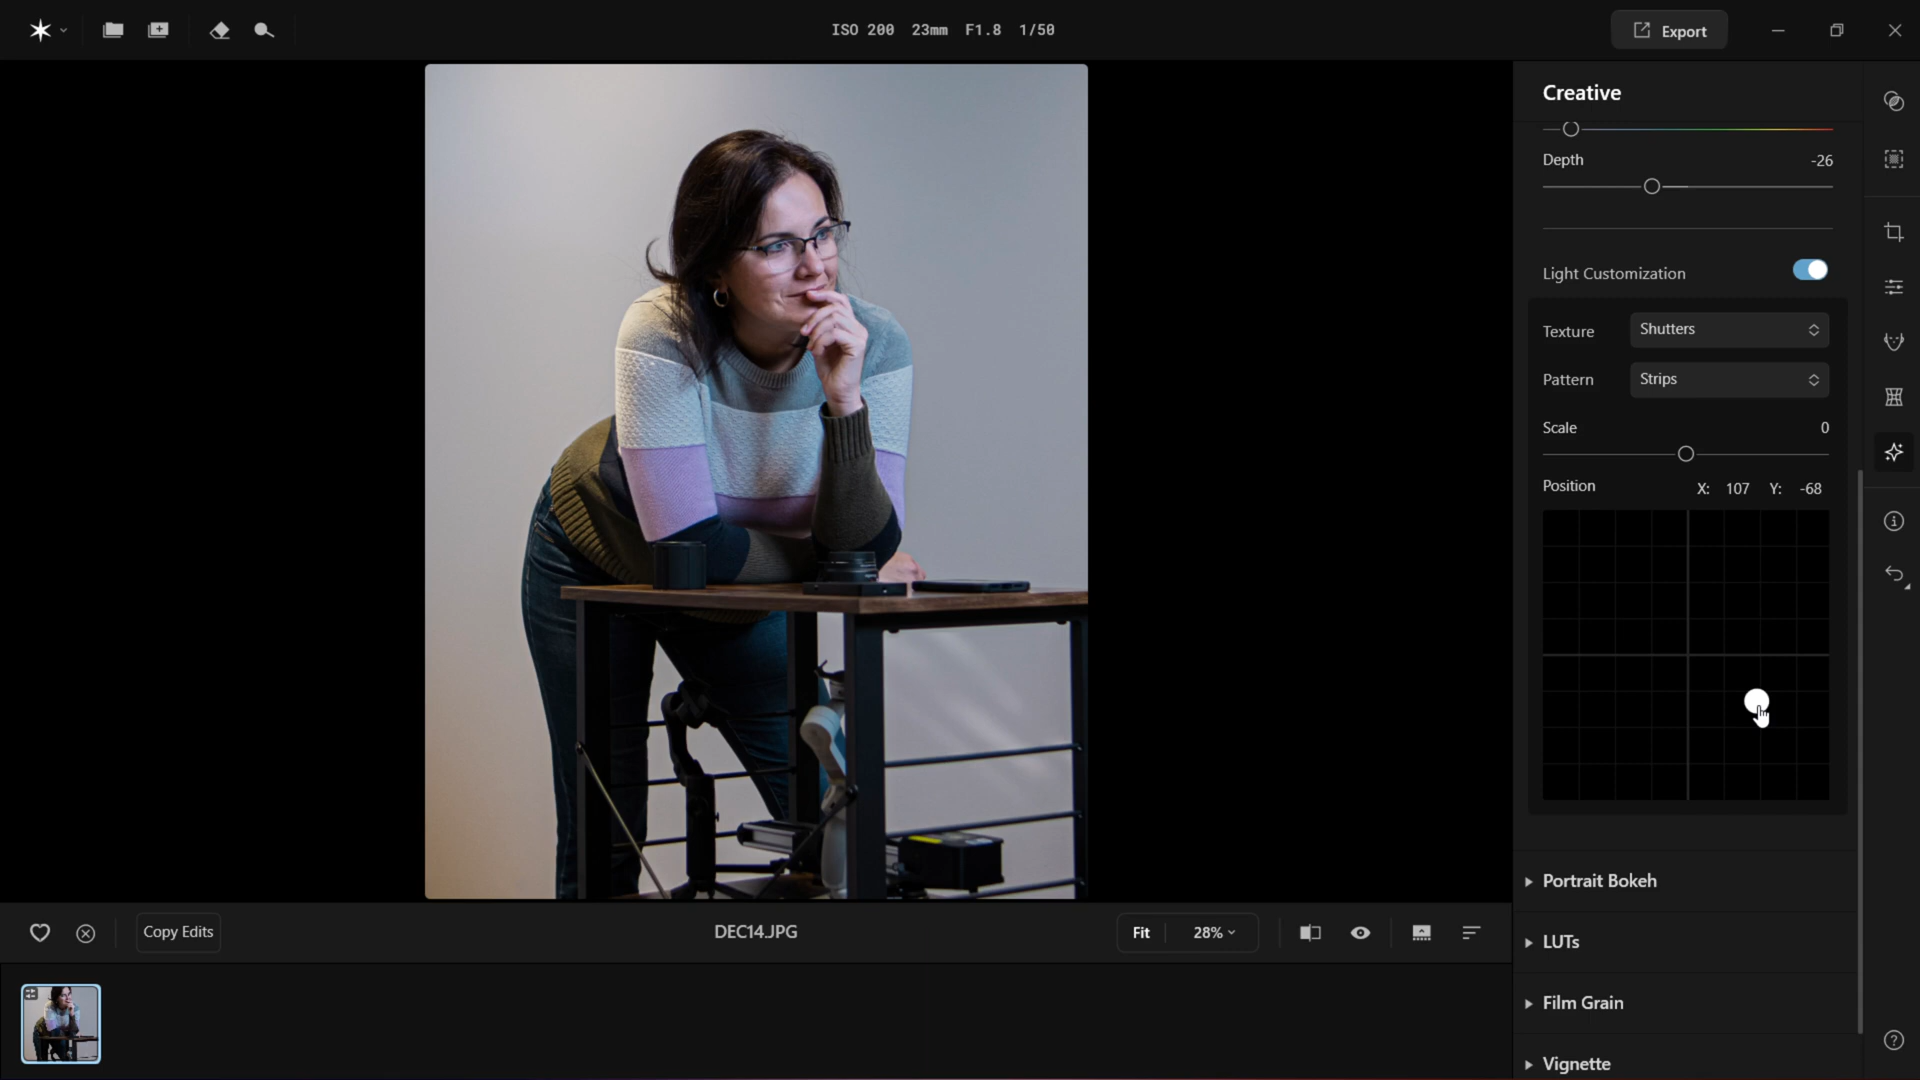 ISO 200 23mm F1.8 1/50
Export
Creative
Depth -26
Light Customization
Texture Shutters
Pattern Strips
Scale 0
Position X: 107 Y: -68
Portrait Bokeh
LUTs
Film Grain
Vignette
Copy Edits
DEC14.JPG
Fit 28%